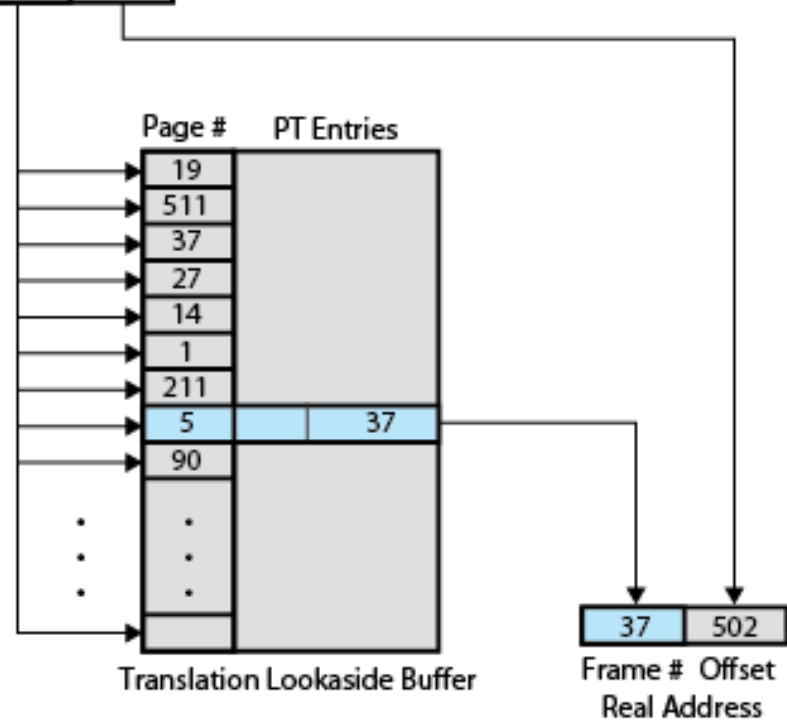 Page # PT Entries
19
511
37
27
14
1
211
5 37
90
Translation Lookaside Buffer
37 502
Frame # Offset
Real Address